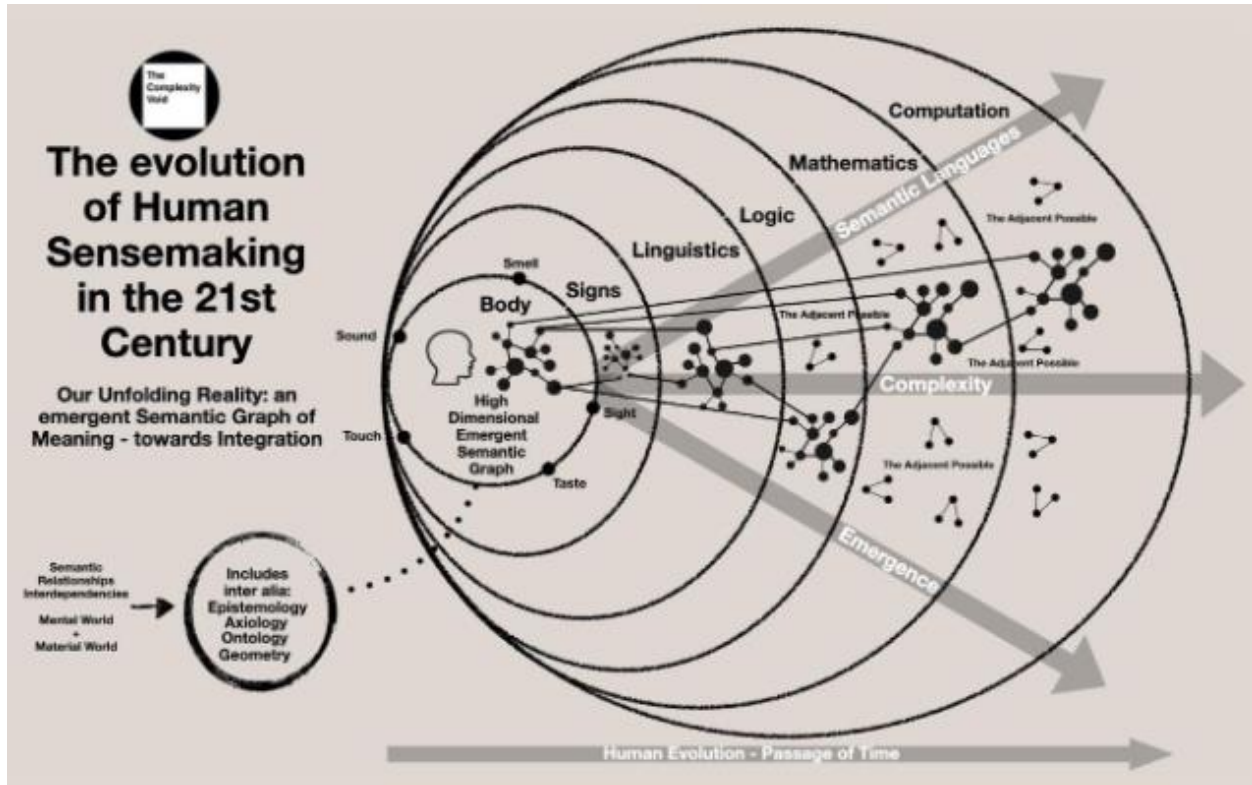 The
Complexity
Void
The evolution
of Human
Sensemaking
in the 21st
Century
Our Unfolding Reality: an
emergent Semantic Graph of
Meaning - towards Integration
Semantic
Relationships
Interdependencies
Mental World
+
Material World
Includes
inter alia:
Epistemology
Axiology
Ontology
Geometry
Smell
Sound
Touch
Sight
Taste
Body
High
Dimensional
Emergent
Semantic
Graph
Signs
Linguistics
Logic
Mathematics
Computation
Semantic Languages
Complexity
Emergence
The Adjacent Possible
The Adjacent Possible
The Adjacent Possible
The Adjacent Possible
Human Evolution - Passage of Time